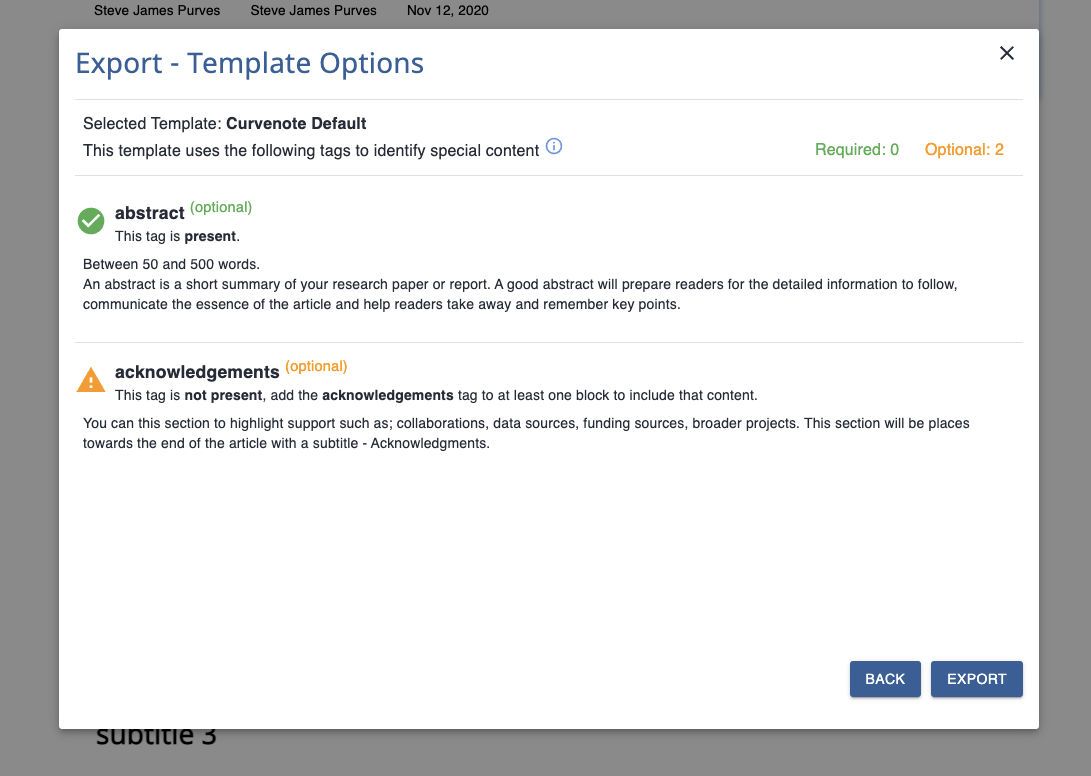 Steve James Purves Steve James Purves Nov 12, 2020
Export - Template Options
Selected Template: Curvenote Default
This template uses the following tags to identify special content
Required: 0 Optional: 2
abstract (optional)
This tag is present.
Between 50 and 500 words.
An abstract is a short summary of your research paper or report. A good abstract will prepare readers for the detailed information to follow,
communicate the essence of the article and help readers take away and remember key points.
acknowledgements (optional)
This tag is not present, add the acknowledgements tag to at least one block to include that content.
You can this section to highlight support such as; collaborations, data sources, funding sources, broader projects. This section will be places
towards the end of the article with a subtitle - Acknowledgments.
BACK EXPORT
subtitle 3